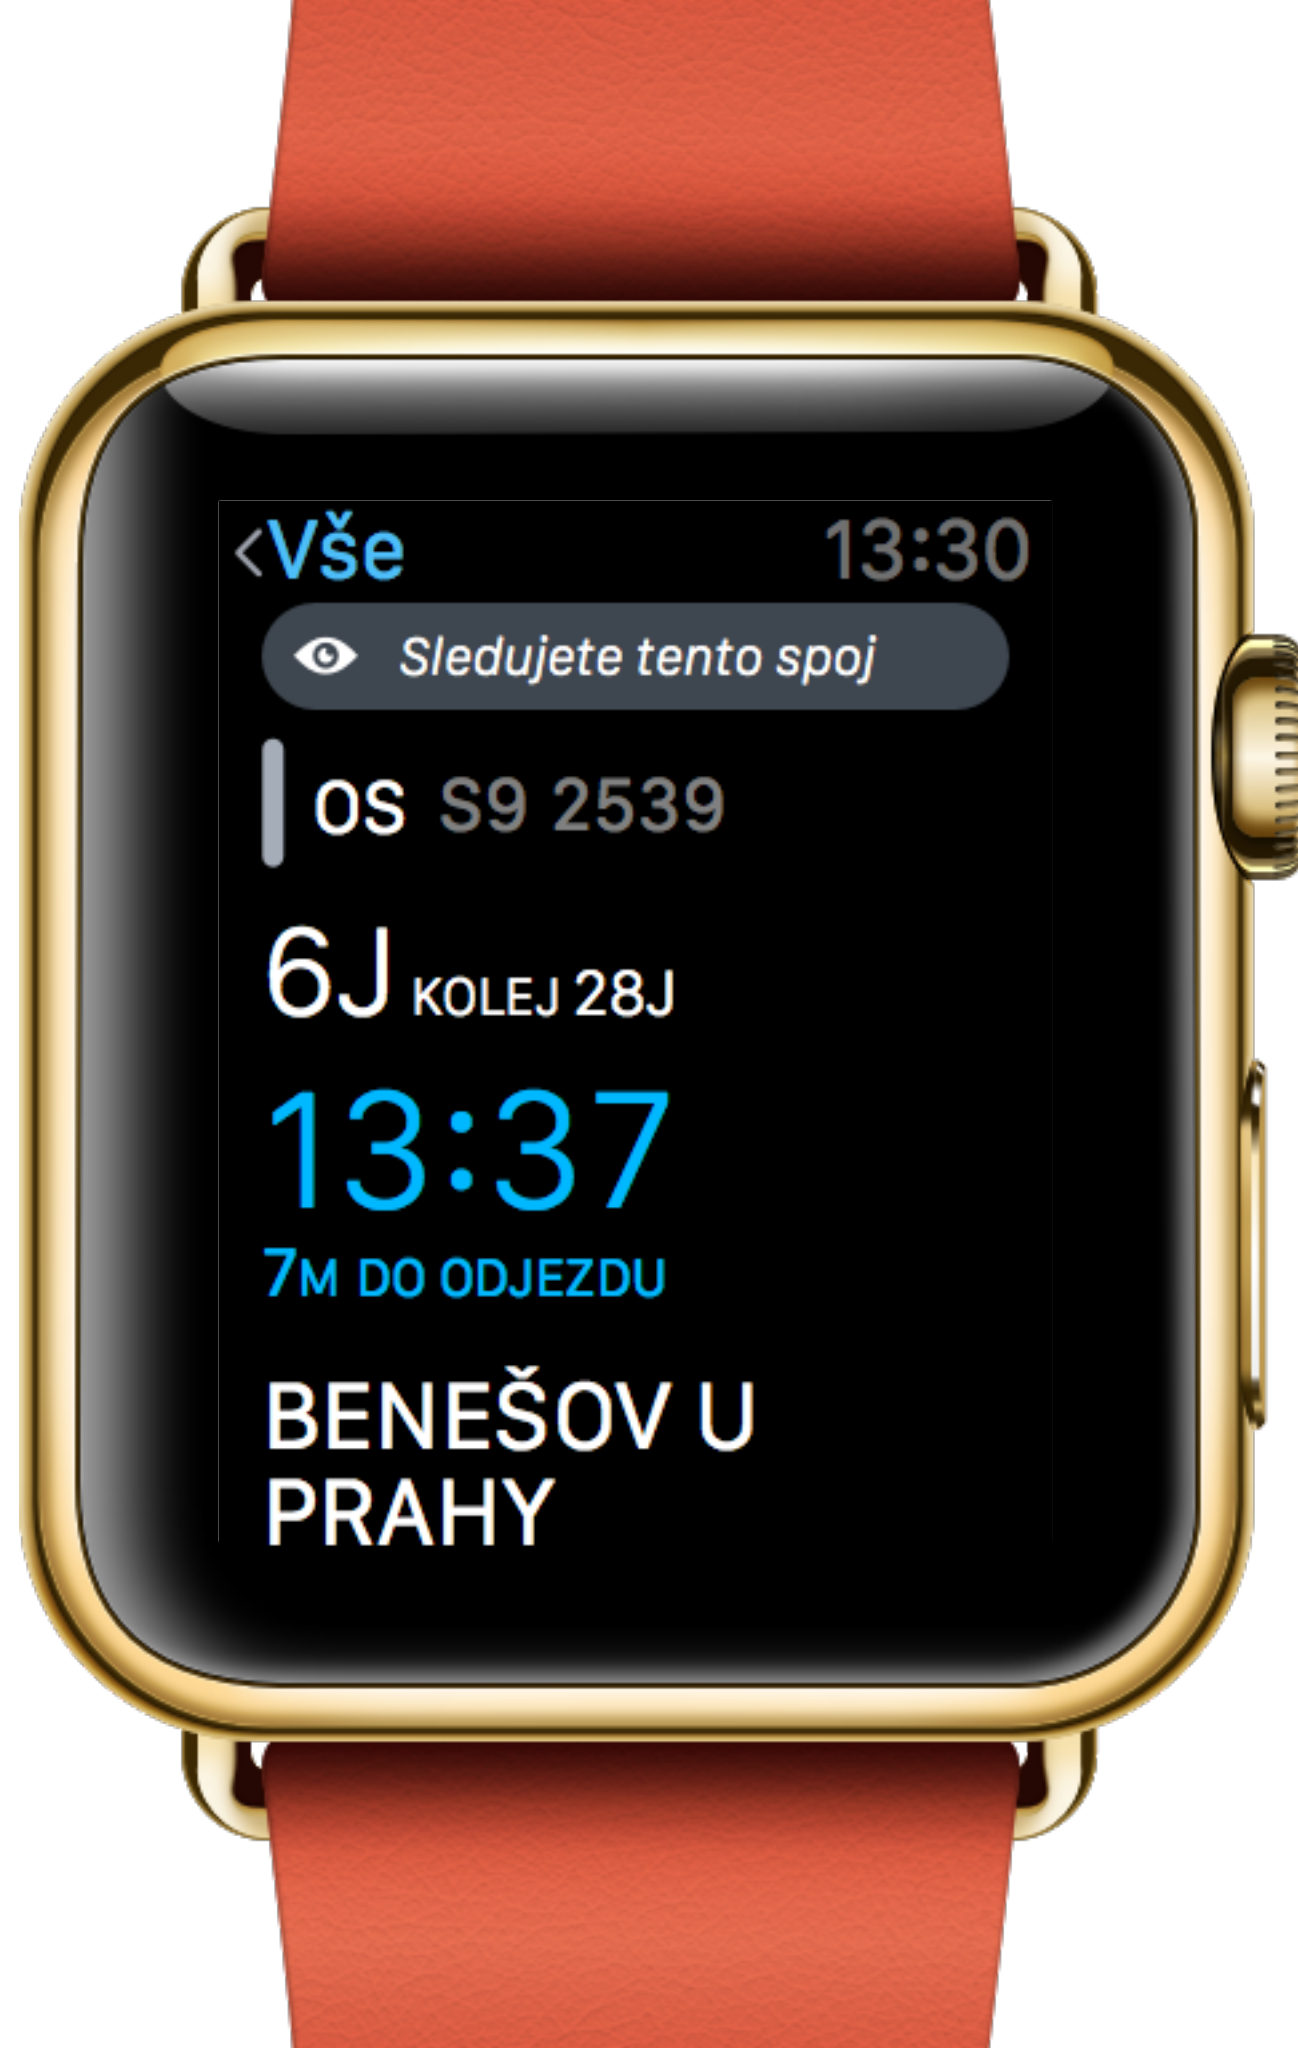 Vše 13:30
Sledujete tento spoj
OS S9 2539
6J KOLEJ 28J
13:37
7M DO ODJEZDU
BENEŠOV U
PRAHY